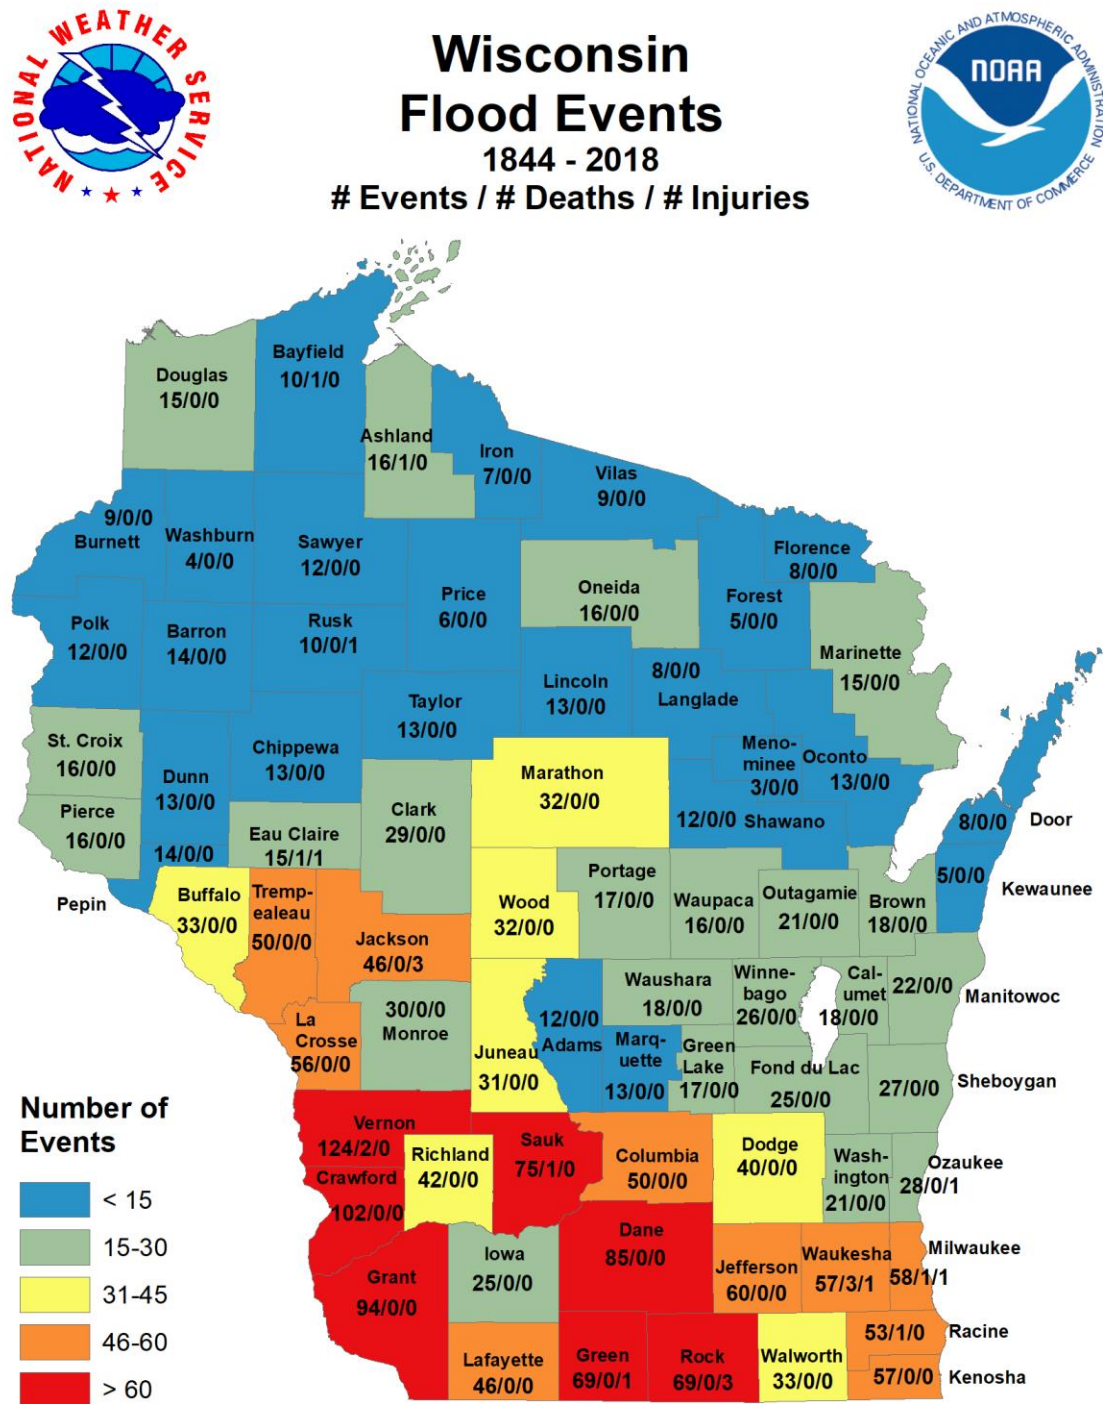 NATIONAL WEATHER SERVICE
Wisconsin
Flood Events
1844 - 2018
# Events / # Deaths / # Injuries
NATIONAL OCEANIC AND ATMOSPHERIC ADMINISTRATION
NOAA
U.S. DEPARTMENT OF COMMERCE
Douglas
15/0/0
Bayfield
10/1/0
Ashland
16/1/0
Iron
7/0/0
Vilas
9/0/0
9/0/0
Burnett
Washburn
4/0/0
Sawyer
12/0/0
Price
6/0/0
Oneida
16/0/0
Forest
5/0/0
Florence
8/0/0
Marinette
15/0/0
Polk
12/0/0
Barron
14/0/0
Rusk
10/0/1
Taylor
13/0/0
Lincoln
13/0/0
8/0/0
Langlade
St. Croix
16/0/0
Dunn
13/0/0
Chippewa
13/0/0
Marathon
32/0/0
Meno-
minee
3/0/0
Oconto
13/0/0
Pierce
16/0/0
Eau Claire
15/1/1
Clark
29/0/0
12/0/0 Shawano
8/0/0
Door
14/0/0
Pepin
Buffalo
33/0/0
Tremp-
ealeau
50/0/0
Jackson
46/0/3
Wood
32/0/0
Portage
17/0/0
Waupaca
16/0/0
Outagamie
21/0/0
Brown
18/0/0
5/0/0
Kewaunee
La
Crosse
56/0/0
30/0/0
Monroe
Juneau
31/0/0
12/0/0
Adams
Waushara
18/0/0
Marq-
uette
13/0/0
Green
Lake
17/0/0
Winne-
bago
26/0/0
Cal-
umet
18/0/0
22/0/0
Manitowoc
Fond du Lac
25/0/0
27/0/0
Sheboygan
Vernon
124/2/0
Crawford
102/0/0
Richland
42/0/0
Sauk
75/1/0
Columbia
50/0/0
Dodge
40/0/0
Wash-
ington
21/0/0
Ozaukee
28/0/1
Grant
94/0/0
Iowa
25/0/0
Dane
85/0/0
Jefferson
60/0/0
Waukesha
57/3/1
Milwaukee
58/1/1
Lafayette
46/0/0
Green
69/0/1
Rock
69/0/3
Walworth
33/0/0
53/1/0
Racine
57/0/0
Kenosha
Number of
Events
< 15
15-30
31-45
46-60
> 60